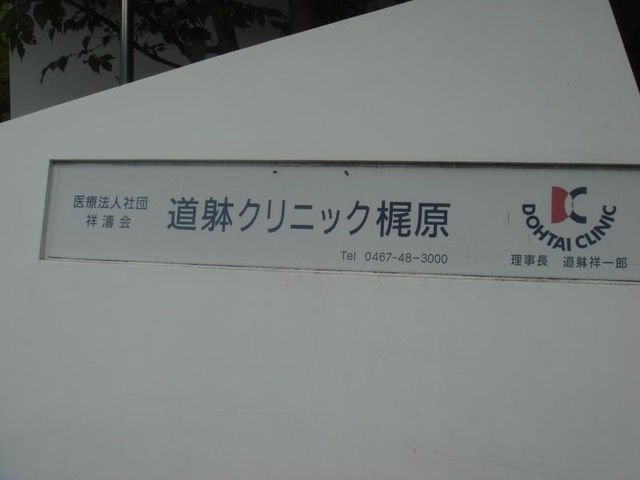 医療法人社団
祥濤会
道躰クリニック梶原
Tel 0467-48-3000
DC
DOHTAI CLINIC
理事長 道躰祥一郎